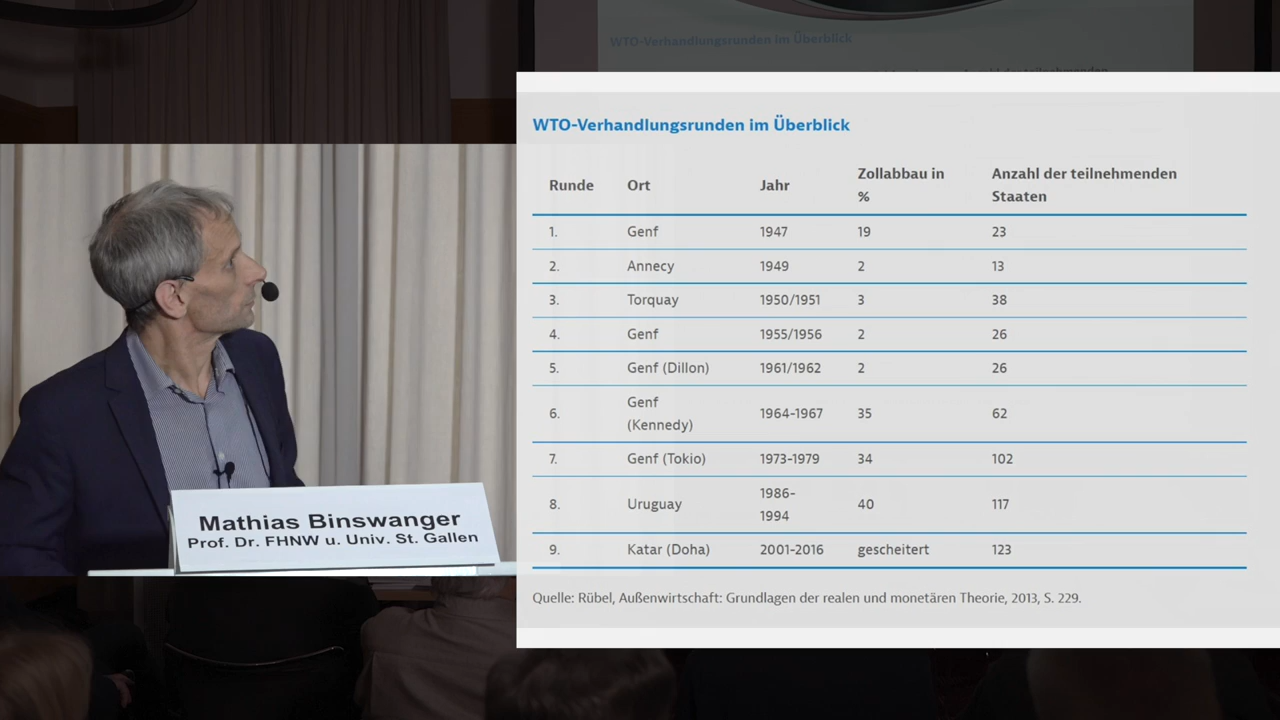 WTO-Verhandlungsrunden im Überblick
WTO-Verhandlungsrunden im Überblick
Runde Ort Jahr Zollabbau in % Anzahl der teilnehmenden Staaten
1. Genf 1947 19 23
2. Annecy 1949 2 13
3. Torquay 1950/1951 3 38
4. Genf 1955/1956 2 26
5. Genf (Dillon) 1961/1962 2 26
6. Genf (Kennedy) 1964-1967 35 62
7. Genf (Tokio) 1973-1979 34 102
8. Uruguay 1986-1994 40 117
9. Katar (Doha) 2001-2016 gescheitert 123
Quelle: Rübel, Außenwirtschaft: Grundlagen der realen und monetären Theorie, 2013, S. 229.
Mathias Binswanger
Prof. Dr. FHNW u. Univ. St. Gallen